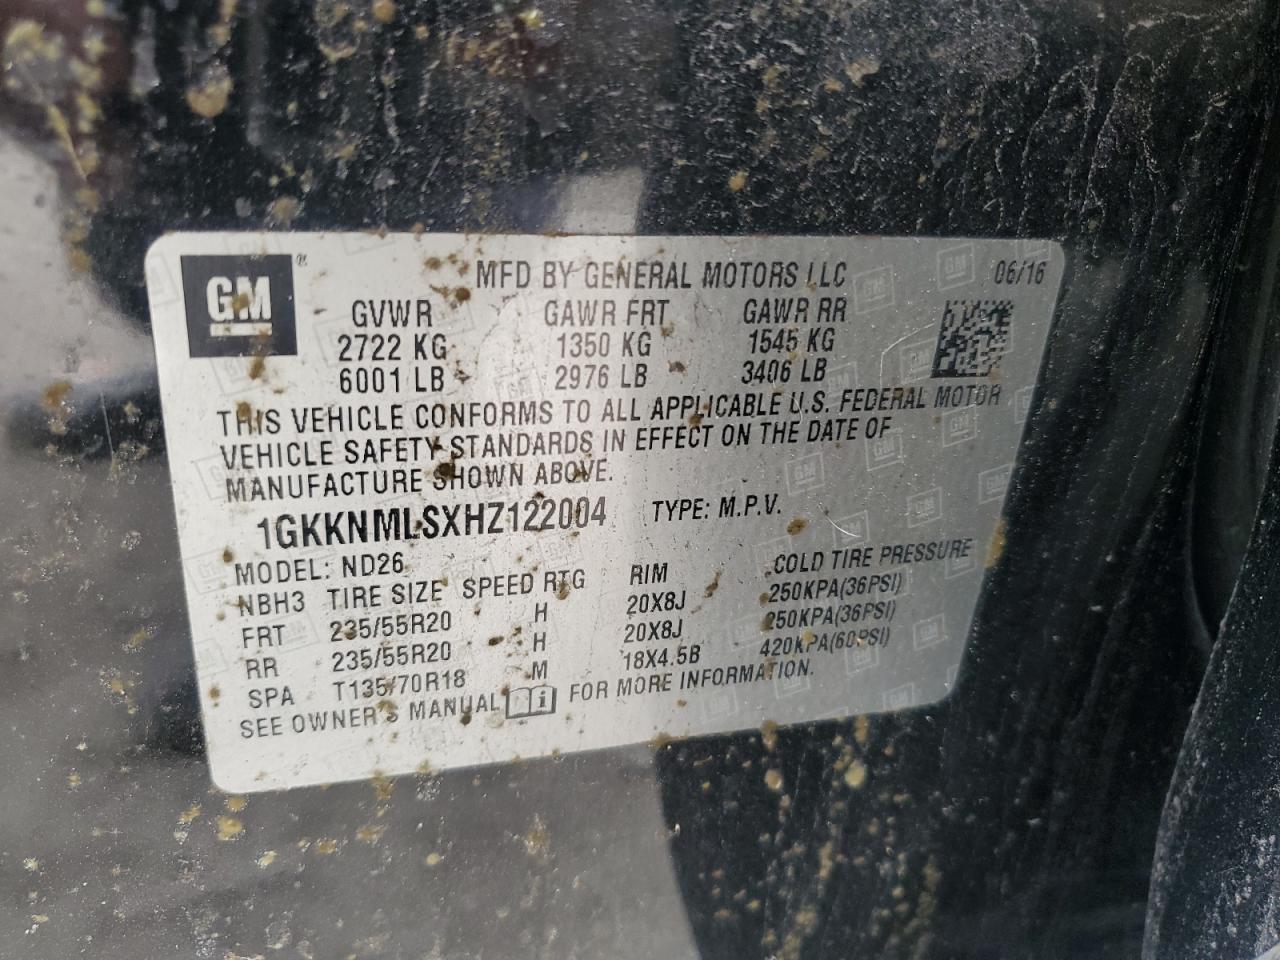 GM ®
MFD BY GENERAL MOTORS LLC 06/16
GVWR GAWR FRT GAWR RR
2722 KG 1350 KG 1545 KG
6001 LB 2976 LB 3406 LB
THIS VEHICLE CONFORMS TO ALL APPLICABLE U.S. FEDERAL MOTOR
VEHICLE SAFETY STANDARDS IN EFFECT ON THE DATE OF
MANUFACTURE SHOWN ABOVE.
1GKKNMLSXHZ122004 TYPE: M.P.V.
MODEL: ND26
NBH3 TIRE SIZE SPEED RTG RIM COLD TIRE PRESSURE
FRT 235/55R20 H 20X8J 250KPA(36PSI)
RR 235/55R20 H 20X8J 250KPA(36PSI)
SPA T135/70R18 M 18X4.5B 420KPA(60PSI)
SEE OWNER'S MANUAL i FOR MORE INFORMATION.